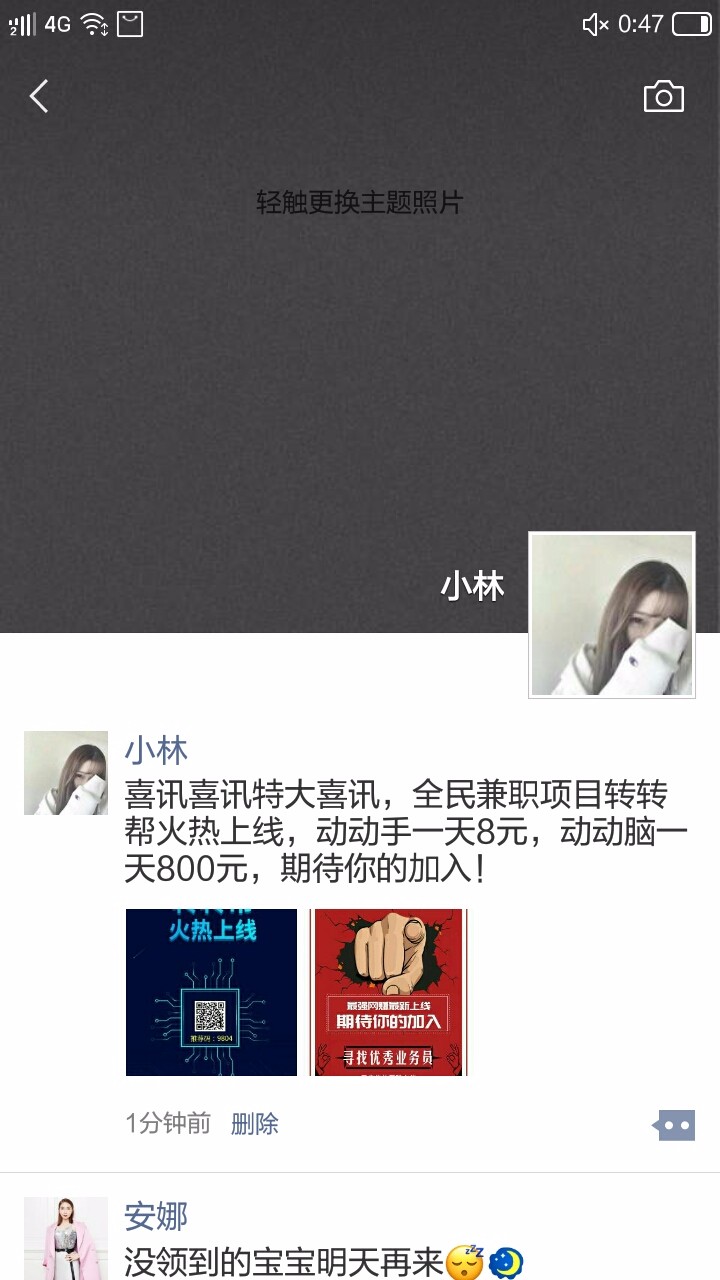 2 4G 0:47
轻触更换主题照片
小林
小林
喜讯喜讯特大喜讯，全民兼职项目转转
帮火热上线，动动手一天8元，动动脑一
天800元，期待你的加入！
火热上线
推荐码：9804
最强网赚最新上线
期待你的加入
寻找优秀业务员
1分钟前 删除
安娜
没领到的宝宝明天再来😴🌙